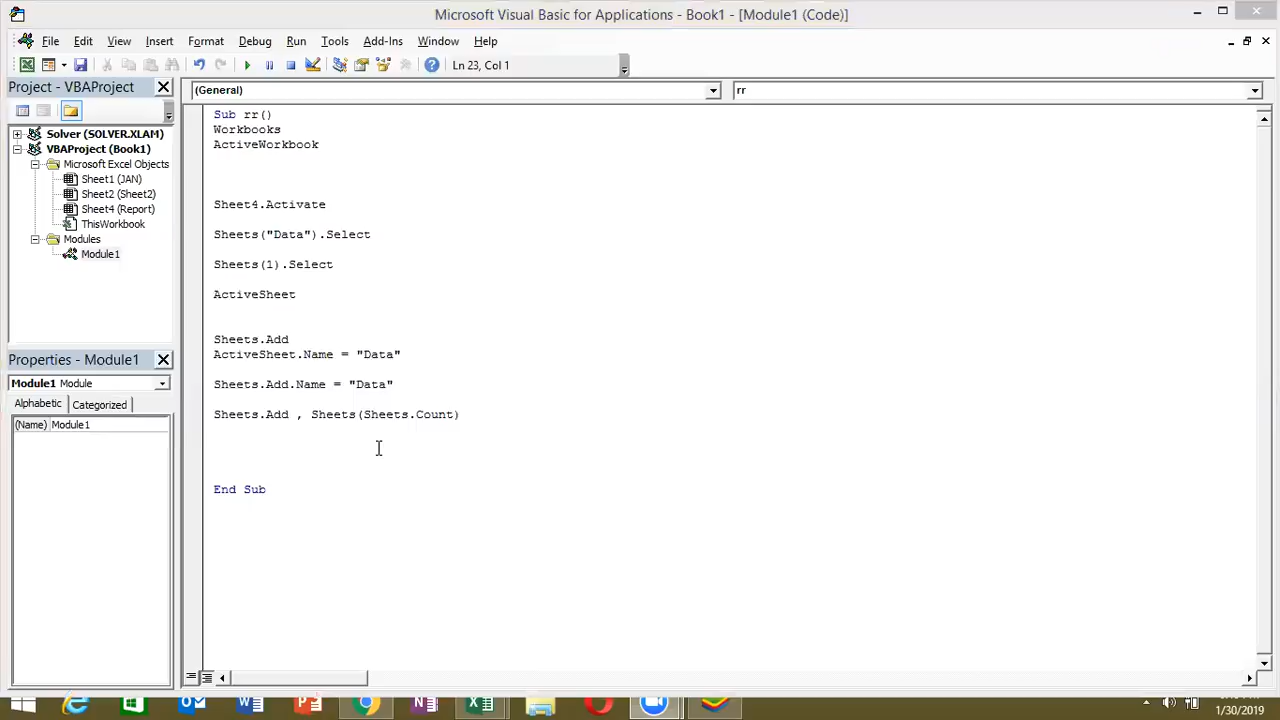 Microsoft Visual Basic for Applications - Book1 - [Module1 (Code)]
File Edit View Insert Format Debug Run Tools Add-Ins Window Help
Ln 23, Col 1
Project - VBAProject
(General) rr
Solver (SOLVER.XLAM)
VBAProject (Book1)
Microsoft Excel Objects
Sheet1 (JAN)
Sheet2 (Sheet2)
Sheet4 (Report)
ThisWorkbook
Modules
Module1
Properties - Module1
Module1 Module
Alphabetic Categorized
(Name) Module1
Sub rr()
Workbooks
ActiveWorkbook
Sheet4.Activate
Sheets("Data").Select
Sheets(1).Select
ActiveSheet
Sheets.Add
ActiveSheet.Name = "Data"
Sheets.Add.Name = "Data"
Sheets.Add , Sheets(Sheets.Count)
End Sub
1/30/2019